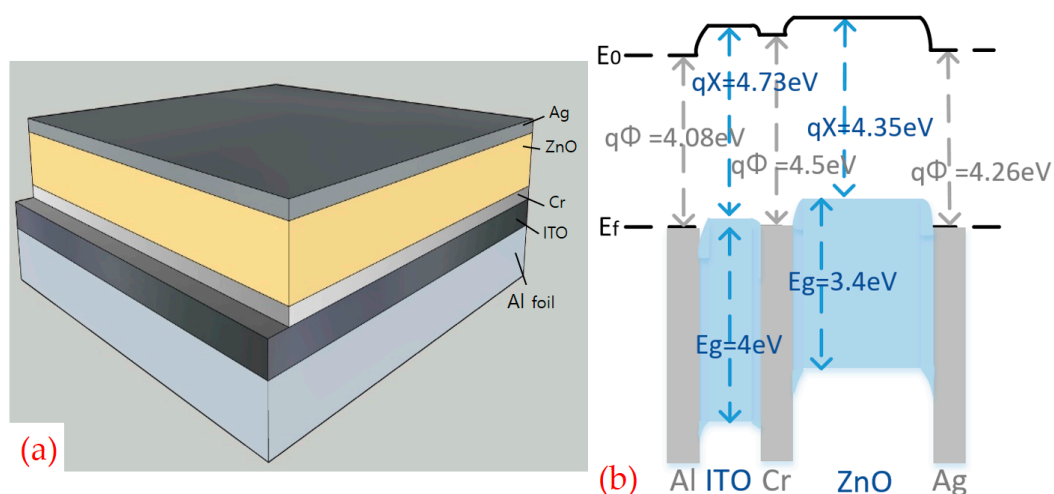 Ag
ZnO
Cr
ITO
Al foil
(a)
E0
qX=4.73eV
qX=4.35eV
qΦ =4.08eV
qΦ =4.5eV
qΦ =4.26eV
Ef
Eg=3.4eV
Eg=4eV
(b)
Al ITO Cr ZnO Ag